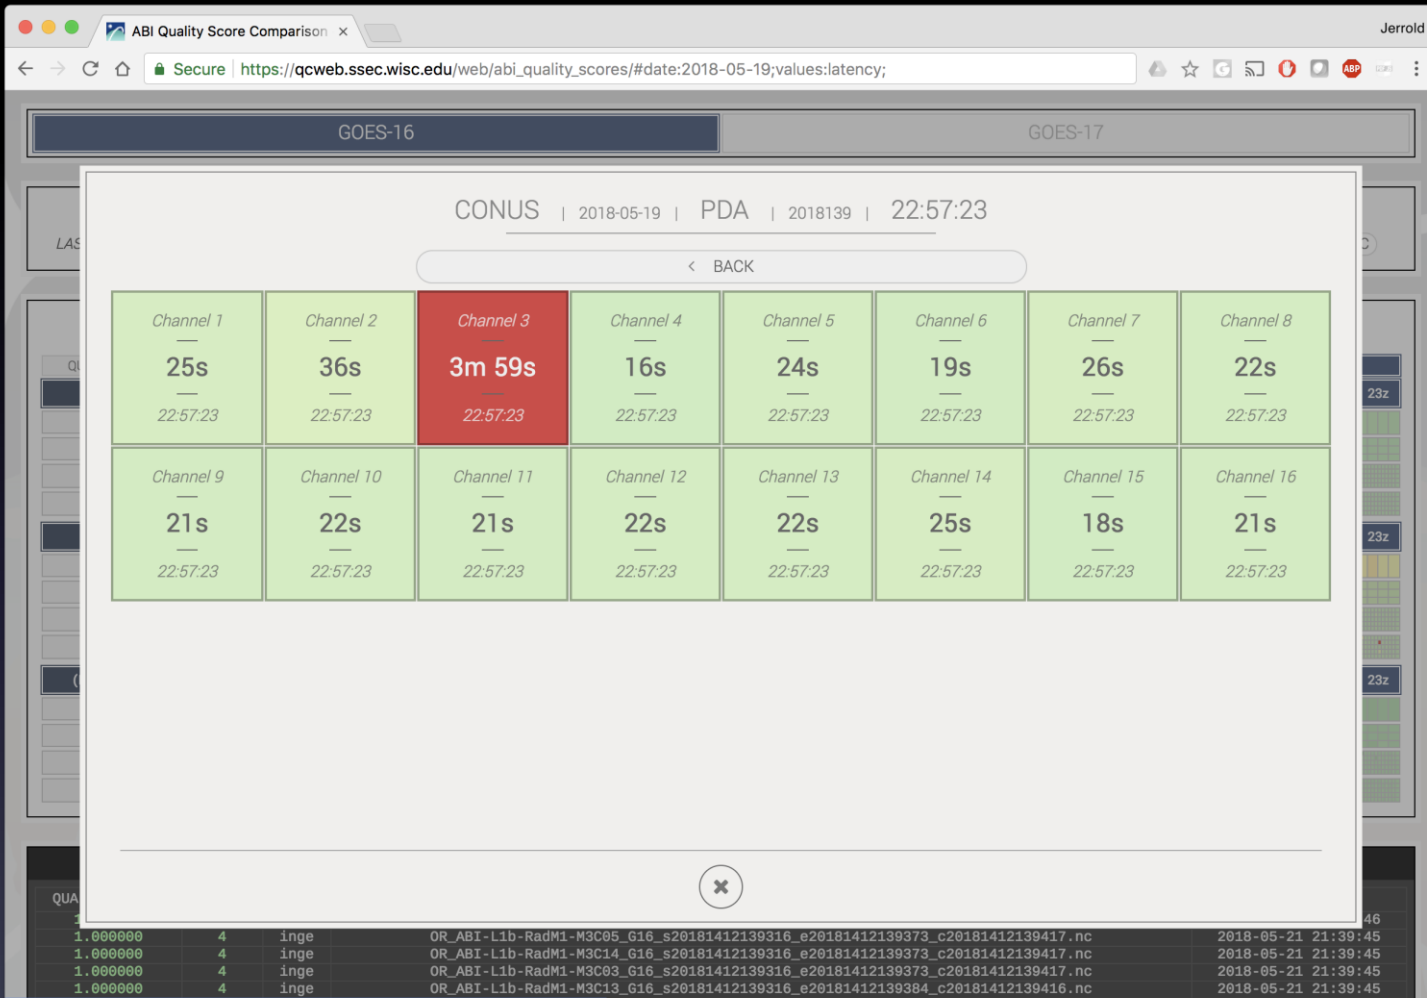 ABI Quality Score Comparison
Jerrold
Secure https://qcweb.ssec.wisc.edu/web/abi_quality_scores/#date:2018-05-19;values:latency;
ABP
GOES-16 GOES-17
CONUS | 2018-05-19 | PDA | 2018139 | 22:57:23
LAS C
< BACK
Channel 1 Channel 2 Channel 3 Channel 4 Channel 5 Channel 6 Channel 7 Channel 8
25s 36s 3m 59s 16s 24s 19s 26s 22s
QU
23z
22:57:23 22:57:23 22:57:23 22:57:23 22:57:23 22:57:23 22:57:23 22:57:23
Channel 9 Channel 10 Channel 11 Channel 12 Channel 13 Channel 14 Channel 15 Channel 16
21s 22s 21s 22s 22s 25s 18s 21s
23z
22:57:23 22:57:23 22:57:23 22:57:23 22:57:23 22:57:23 22:57:23 22:57:23
( 23z
QUA
1 46
1.000000 4 inge OR_ABI-L1b-RadM1-M3C05_G16_s20181412139316_e20181412139373_c20181412139417.nc 2018-05-21 21:39:45
1.000000 4 inge OR_ABI-L1b-RadM1-M3C14_G16_s20181412139316_e20181412139373_c20181412139417.nc 2018-05-21 21:39:45
1.000000 4 inge OR_ABI-L1b-RadM1-M3C03_G16_s20181412139316_e20181412139373_c20181412139417.nc 2018-05-21 21:39:45
1.000000 4 inge OR_ABI-L1b-RadM1-M3C13_G16_s20181412139316_e20181412139384_c20181412139416.nc 2018-05-21 21:39:45